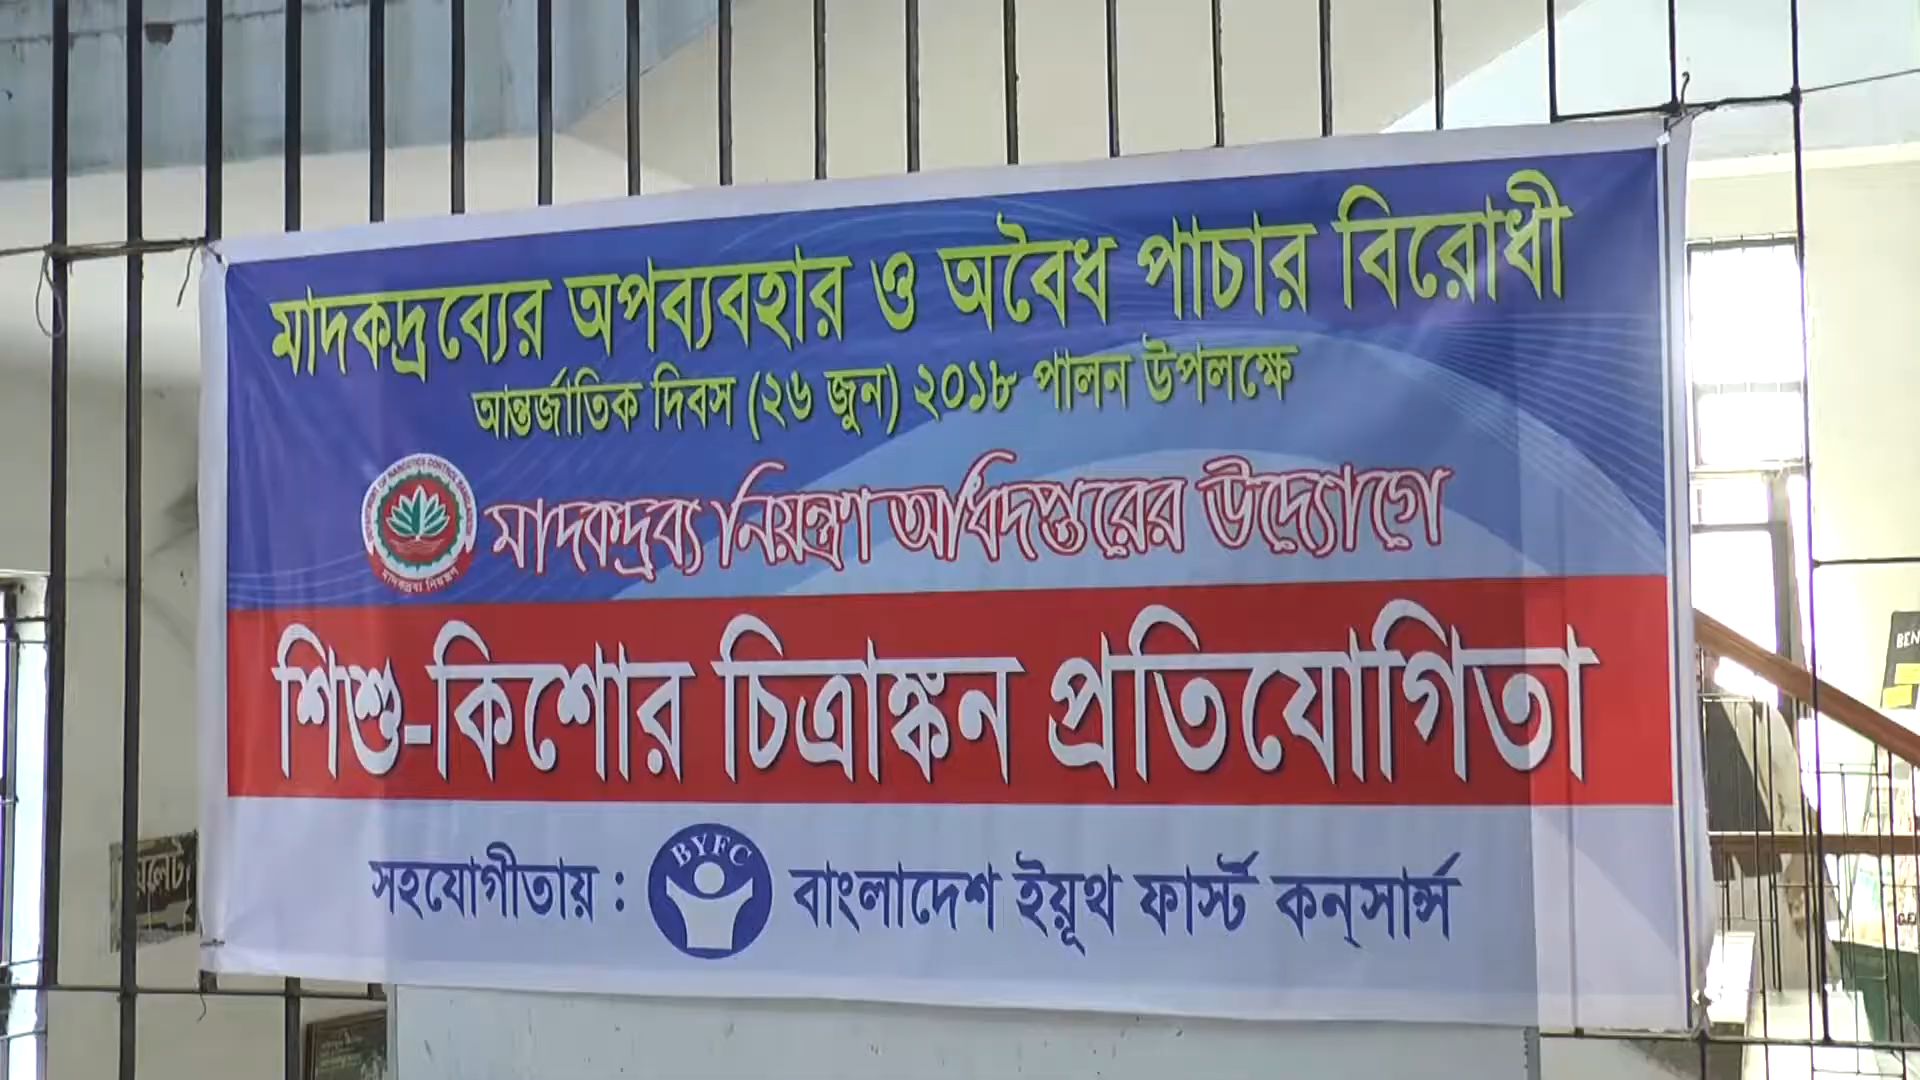 মাদকদ্রব্যের অপব্যবহার ও অবৈধ পাচার বিরোধী
আন্তর্জাতিক দিবস (২৬ জুন) ২০১৮ পালন উপলক্ষে
মাদকদ্রব্য নিয়ন্ত্রণ অধিদপ্তরের উদ্যোগে
শিশু-কিশোর চিত্রাঙ্কন প্রতিযোগিতা
সহযোগীতায় :
BYFC
বাংলাদেশ ইয়ূথ ফার্স্ট কন্‌সার্ন্স
BEN